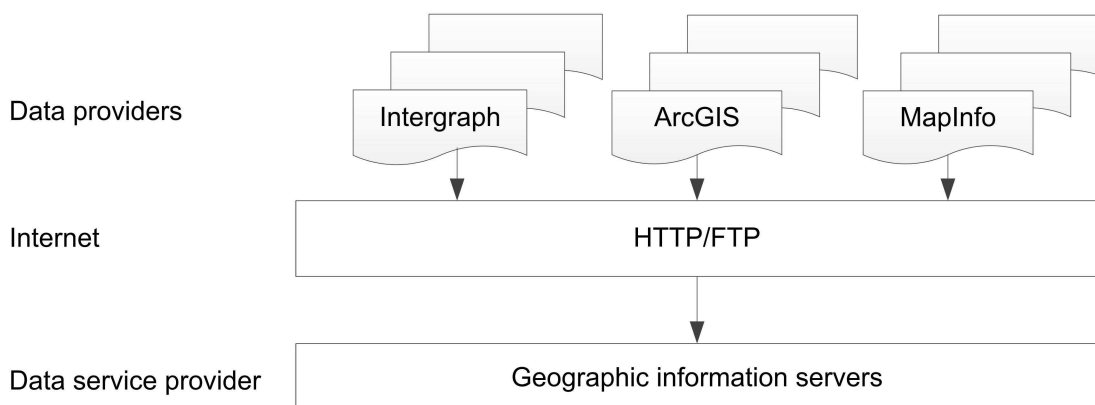 Data providers
Intergraph
ArcGIS
MapInfo
Internet
HTTP/FTP
Data service provider
Geographic information servers